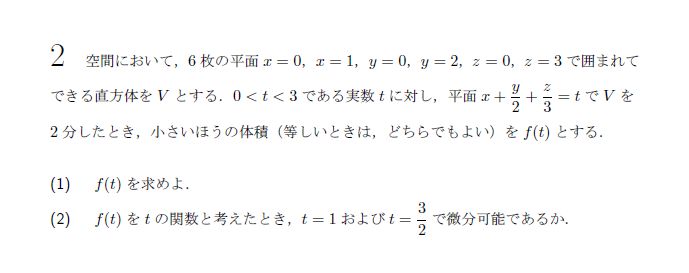 2 空間において，6 枚の平面 x = 0，x = 1，y = 0，y = 2，z = 0，z = 3 で囲まれて
できる直方体を V とする．0 < t < 3 である実数 t に対し，平面 x + y/2 + z/3 = t で V を
2 分したとき，小さいほうの体積（等しいときは，どちらでもよい）を f(t) とする．
(1) f(t) を求めよ．
(2) f(t) を t の関数と考えたとき，t = 1 および t = 3/2 で微分可能であるか．